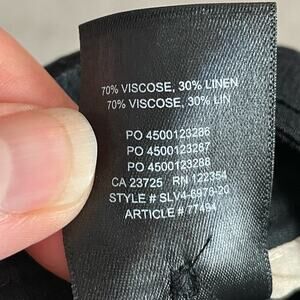 70% VISCOSE, 30% LINEN
70% VISCOSE, 30% LIN
PO 4500123286
PO 4500123287
PO 4500123288
CA 23725 RN 122354
STYLE # SLV4-6979-20
ARTICLE # 77494